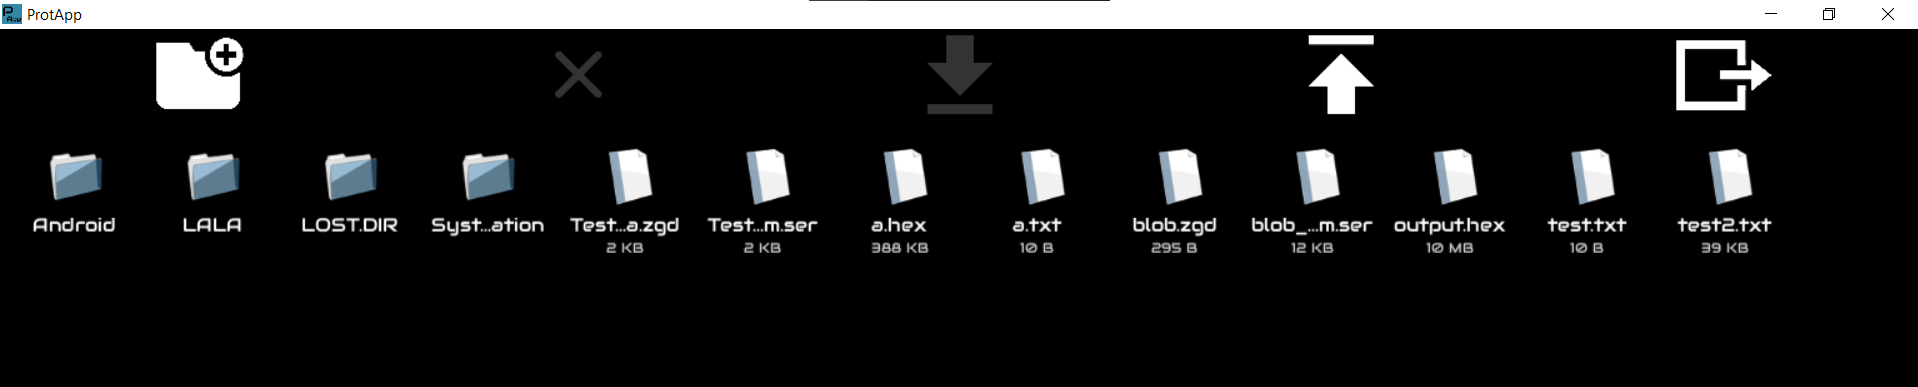 ProtApp
Android LALA LOST.DIR Syst...ation Test...a.zgd Test...m.ser a.hex a.txt blob.zgd blob_...m.ser output.hex test.txt test2.txt
2 KB 2 KB 388 KB 10 B 295 B 12 KB 10 MB 10 B 39 KB